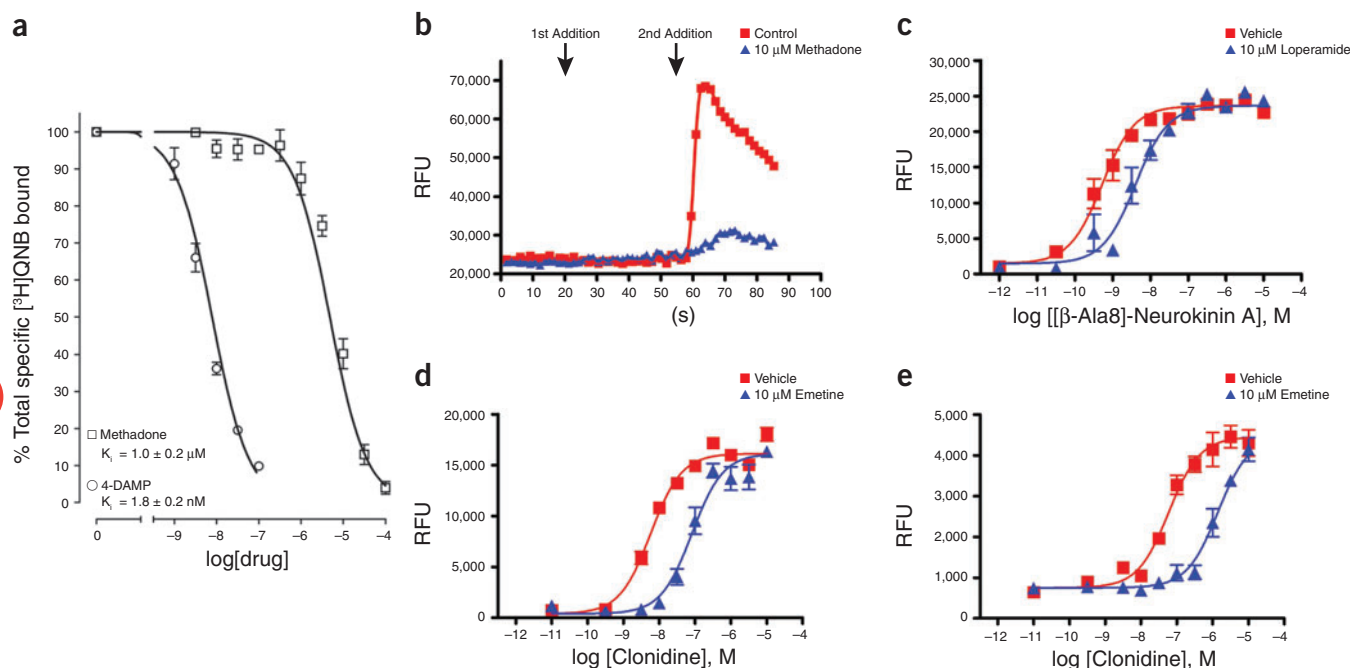 a
% Total specific [³H]QNB bound
100
90
80
70
60
50
40
30
20
10
0
Methadone
Kᵢ = 1.0 ± 0.2 μM
4-DAMP
Kᵢ = 1.8 ± 0.2 nM
0 −9 −8 −7 −6 −5 −4
log[drug]
b
1st Addition 2nd Addition
Control
10 μM Methadone
RFU
70,000
60,000
50,000
40,000
30,000
20,000
0 10 20 30 40 50 60 70 80 90 100
(s)
c
Vehicle
10 μM Loperamide
RFU
30,000
25,000
20,000
15,000
10,000
5,000
0
−12 −11 −10 −9 −8 −7 −6 −5 −4
log [[β-Ala8]-Neurokinin A], M
d
Vehicle
10 μM Emetine
RFU
20,000
15,000
10,000
5,000
0
−12 −11 −10 −9 −8 −7 −6 −5 −4
log [Clonidine], M
e
Vehicle
10 μM Emetine
RFU
5,000
4,000
3,000
2,000
1,000
0
−12 −11 −10 −9 −8 −7 −6 −5 −4
log [Clonidine], M